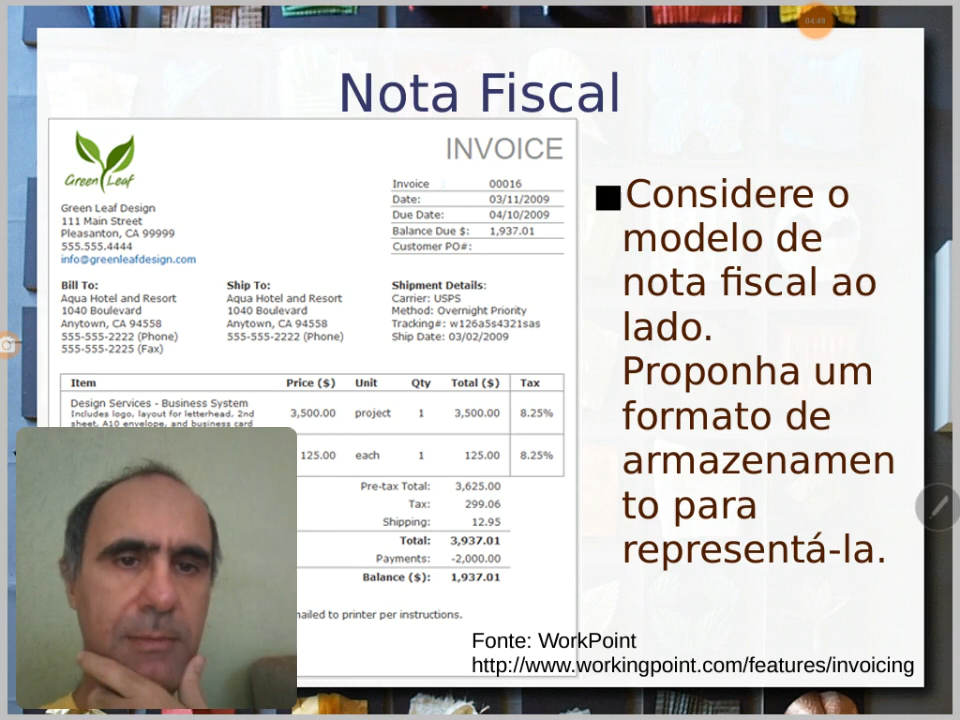 04:49
Nota Fiscal
INVOICE
Green Leaf
Invoice : 00016
Date: 03/11/2009
Due Date: 04/10/2009
Balance Due $: 1,937.01
Customer PO#:
Green Leaf Design
111 Main Street
Pleasanton, CA 99999
555.555.4444
info@greenleafdesign.com
Bill To:
Aqua Hotel and Resort
1040 Boulevard
Anytown, CA 94558
555-555-2222 (Phone)
555-555-2225 (Fax)
Ship To:
Aqua Hotel and Resort
1040 Boulevard
Anytown, CA 94558
555-555-2222 (Phone)
Shipment Details:
Carrier: USPS
Method: Overnight Priority
Tracking#: w126a5s4321sas
Ship Date: 03/02/2009
Item Price ($) Unit Qty Total ($) Tax
Design Services - Business System
Includes logo, layout for letterhead, 2nd
sheet, A10 envelope, and business card
3,500.00 project 1 3,500.00 8.25%
125.00 each 1 125.00 8.25%
Pre-tax Total: 3,625.00
Tax: 299.06
Shipping: 12.95
Total: 3,937.01
Payments: -2,000.00
Balance ($): 1,937.01
mailed to printer per instructions.
■Considere o
modelo de
nota fiscal ao
lado.
Proponha um
formato de
armazenamen
to para
representá-la.
Fonte: WorkPoint
http://www.workingpoint.com/features/invoicing